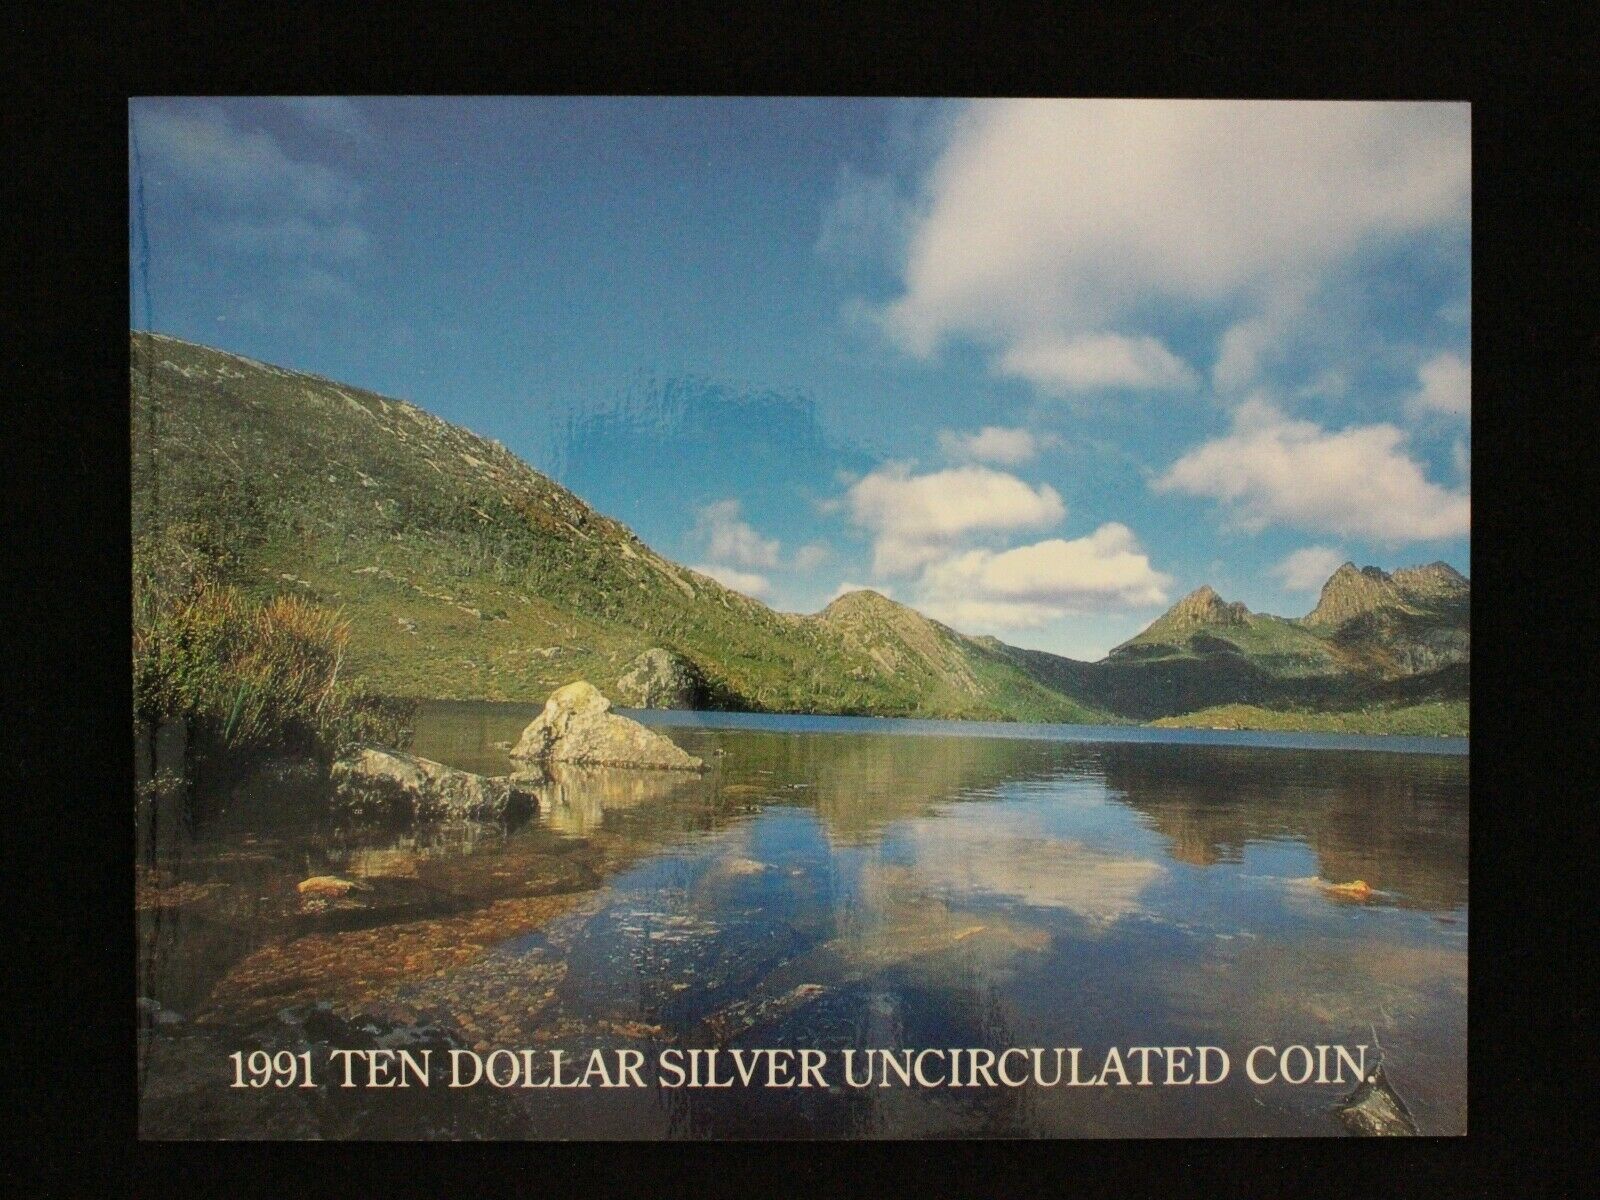 1991 TEN DOLLAR SILVER UNCIRCULATED COIN.